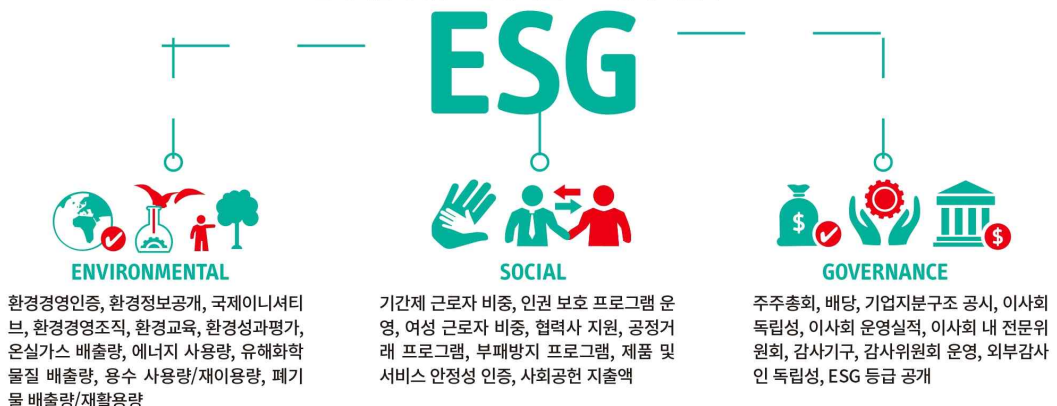 ESG
ENVIRONMENTAL
환경경영인증, 환경정보공개, 국제이니셔티
브, 환경경영조직, 환경교육, 환경성과평가,
온실가스 배출량, 에너지 사용량, 유해화학
물질 배출량, 용수 사용량/재이용량, 폐기
물 배출량/재활용량
SOCIAL
기간제 근로자 비중, 인권 보호 프로그램 운
영, 여성 근로자 비중, 협력사 지원, 공정거
래 프로그램, 부패방지 프로그램, 제품 및
서비스 안정성 인증, 사회공헌 지출액
GOVERNANCE
주주총회, 배당, 기업지분구조 공시, 이사회
독립성, 이사회 운영실적, 이사회 내 전문위
원회, 감사기구, 감사위원회 운영, 외부감사
인 독립성, ESG 등급 공개